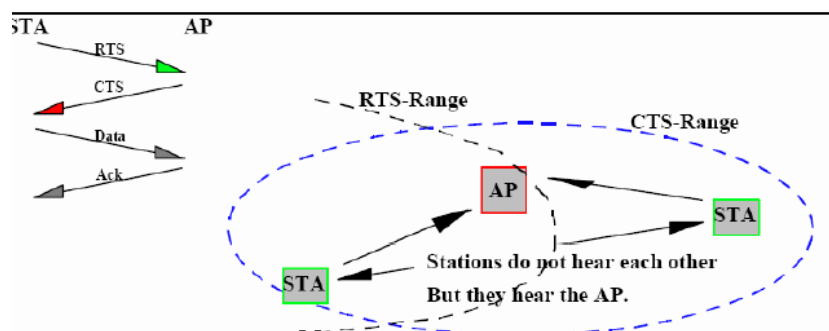 STA AP
RTS
CTS
Data
Ack
RTS-Range
CTS-Range
AP
STA
STA
Stations do not hear each other
But they hear the AP.